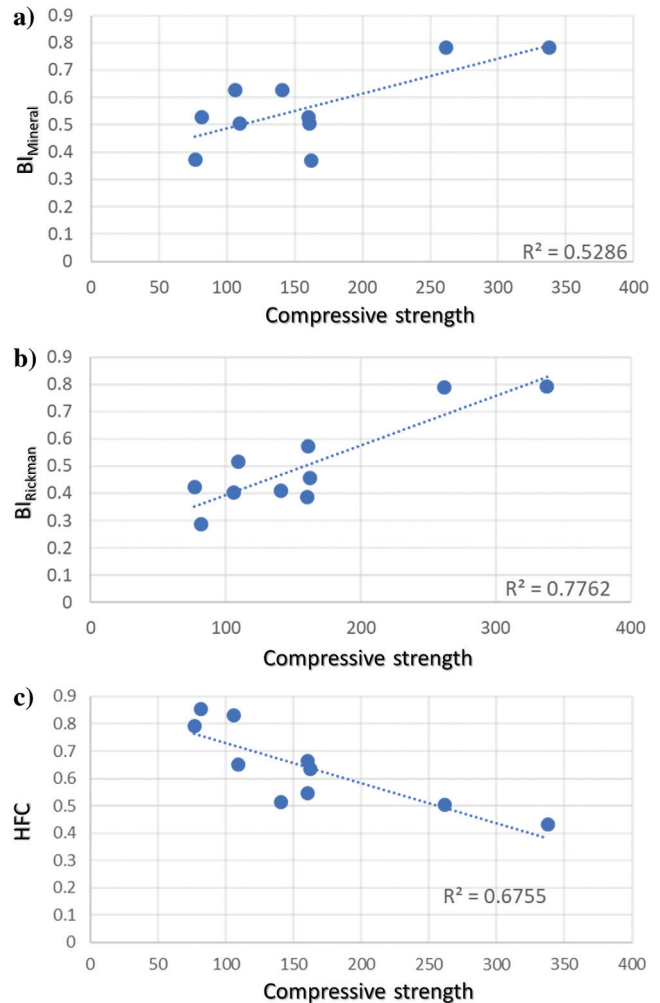 a)
0.9
0.8
0.7
0.6
0.5
0.4
0.3
0.2
0.1
0
BI_Mineral
R² = 0.5286
0 50 100 150 200 250 300 350 400
Compressive strength
b)
0.9
0.8
0.7
0.6
0.5
0.4
0.3
0.2
0.1
0
BI_Rickman
R² = 0.7762
0 100 200 300 400
Compressive strength
c)
0.9
0.8
0.7
0.6
0.5
0.4
0.3
0.2
0.1
0
HFC
R² = 0.6755
0 50 100 150 200 250 300 350 400
Compressive strength